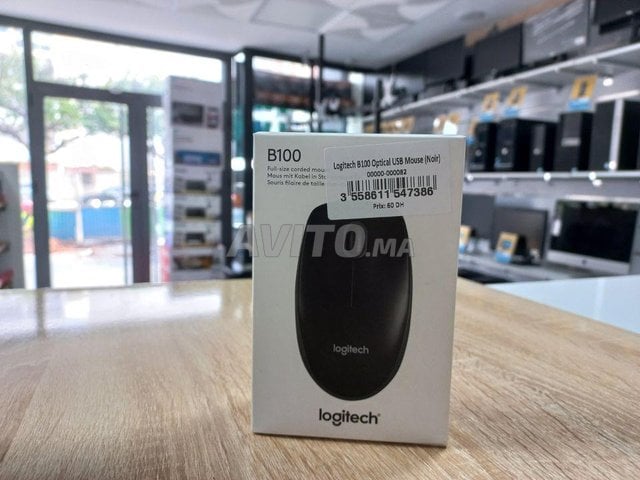 B100
Full-size corded mou
Maus mit Kabel in Sta
Souris filaire de taille
Logitech B100 Optical USB Mouse (Noir)
00000-000082
3 558611 547386
Prix: 60 DH
AVITO.MA
logitech
logitech